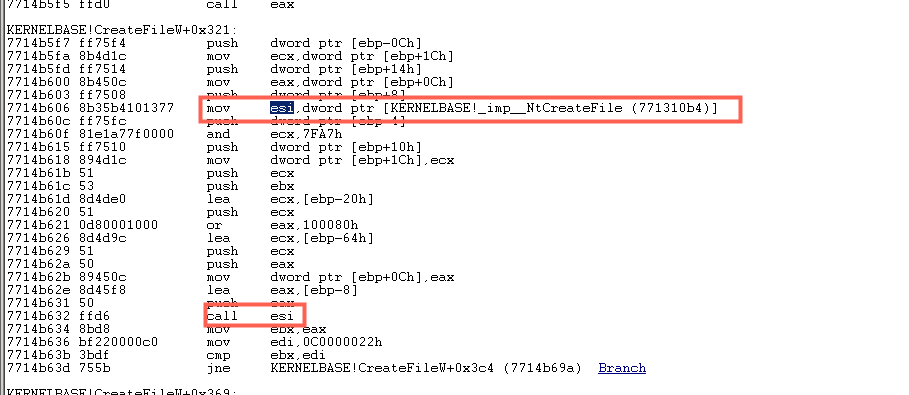 7714b5f5 ffd0 call eax
KERNELBASE!CreateFileW+0x321:
7714b5f7 ff75f4 push dword ptr [ebp-0Ch]
7714b5fa 8b4d1c mov ecx,dword ptr [ebp+1Ch]
7714b5fd ff7514 push dword ptr [ebp+14h]
7714b600 8b450c mov eax,dword ptr [ebp+0Ch]
7714b603 ff7508 push dword ptr [ebp+8]
7714b606 8b35b4101377 mov esi,dword ptr [KERNELBASE!_imp__NtCreateFile (771310b4)]
7714b60c ff75fc push dword ptr [ebp-4]
7714b60f 81e1a77f0000 and ecx,7FA7h
7714b615 ff7510 push dword ptr [ebp+10h]
7714b618 894d1c mov dword ptr [ebp+1Ch],ecx
7714b61b 51 push ecx
7714b61c 53 push ebx
7714b61d 8d4de0 lea ecx,[ebp-20h]
7714b620 51 push ecx
7714b621 0d80001000 or eax,100080h
7714b626 8d4d9c lea ecx,[ebp-64h]
7714b629 51 push ecx
7714b62a 50 push eax
7714b62b 89450c mov dword ptr [ebp+0Ch],eax
7714b62e 8d45f8 lea eax,[ebp-8]
7714b631 50 push eax
7714b632 ffd6 call esi
7714b634 8bd8 mov ebx,eax
7714b636 bf220000c0 mov edi,0C0000022h
7714b63b 3bdf cmp ebx,edi
7714b63d 755b jne KERNELBASE!CreateFileW+0x3c4 (7714b69a) Branch
KERNELBASE!CreateFileW+0x369: